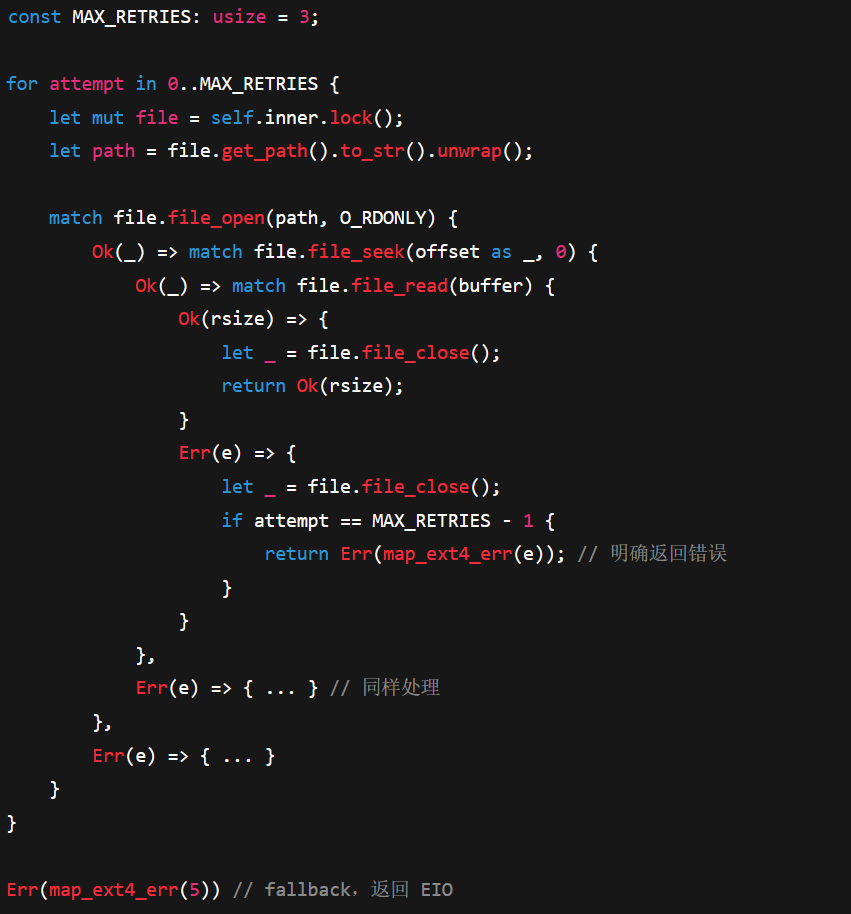 const MAX_RETRIES: usize = 3;
for attempt in 0..MAX_RETRIES {
    let mut file = self.inner.lock();
    let path = file.get_path().to_str().unwrap();
    match file.file_open(path, O_RDONLY) {
        Ok(_) => match file.file_seek(offset as _, 0) {
            Ok(_) => match file.file_read(buffer) {
                Ok(rsize) => {
                    let _ = file.file_close();
                    return Ok(rsize);
                }
                Err(e) => {
                    let _ = file.file_close();
                    if attempt == MAX_RETRIES - 1 {
                        return Err(map_ext4_err(e)); // 明确返回错误
                    }
                }
            },
            Err(e) => { ... } // 同样处理
        },
        Err(e) => { ... }
    }
}
Err(map_ext4_err(5)) // fallback，返回 EIO